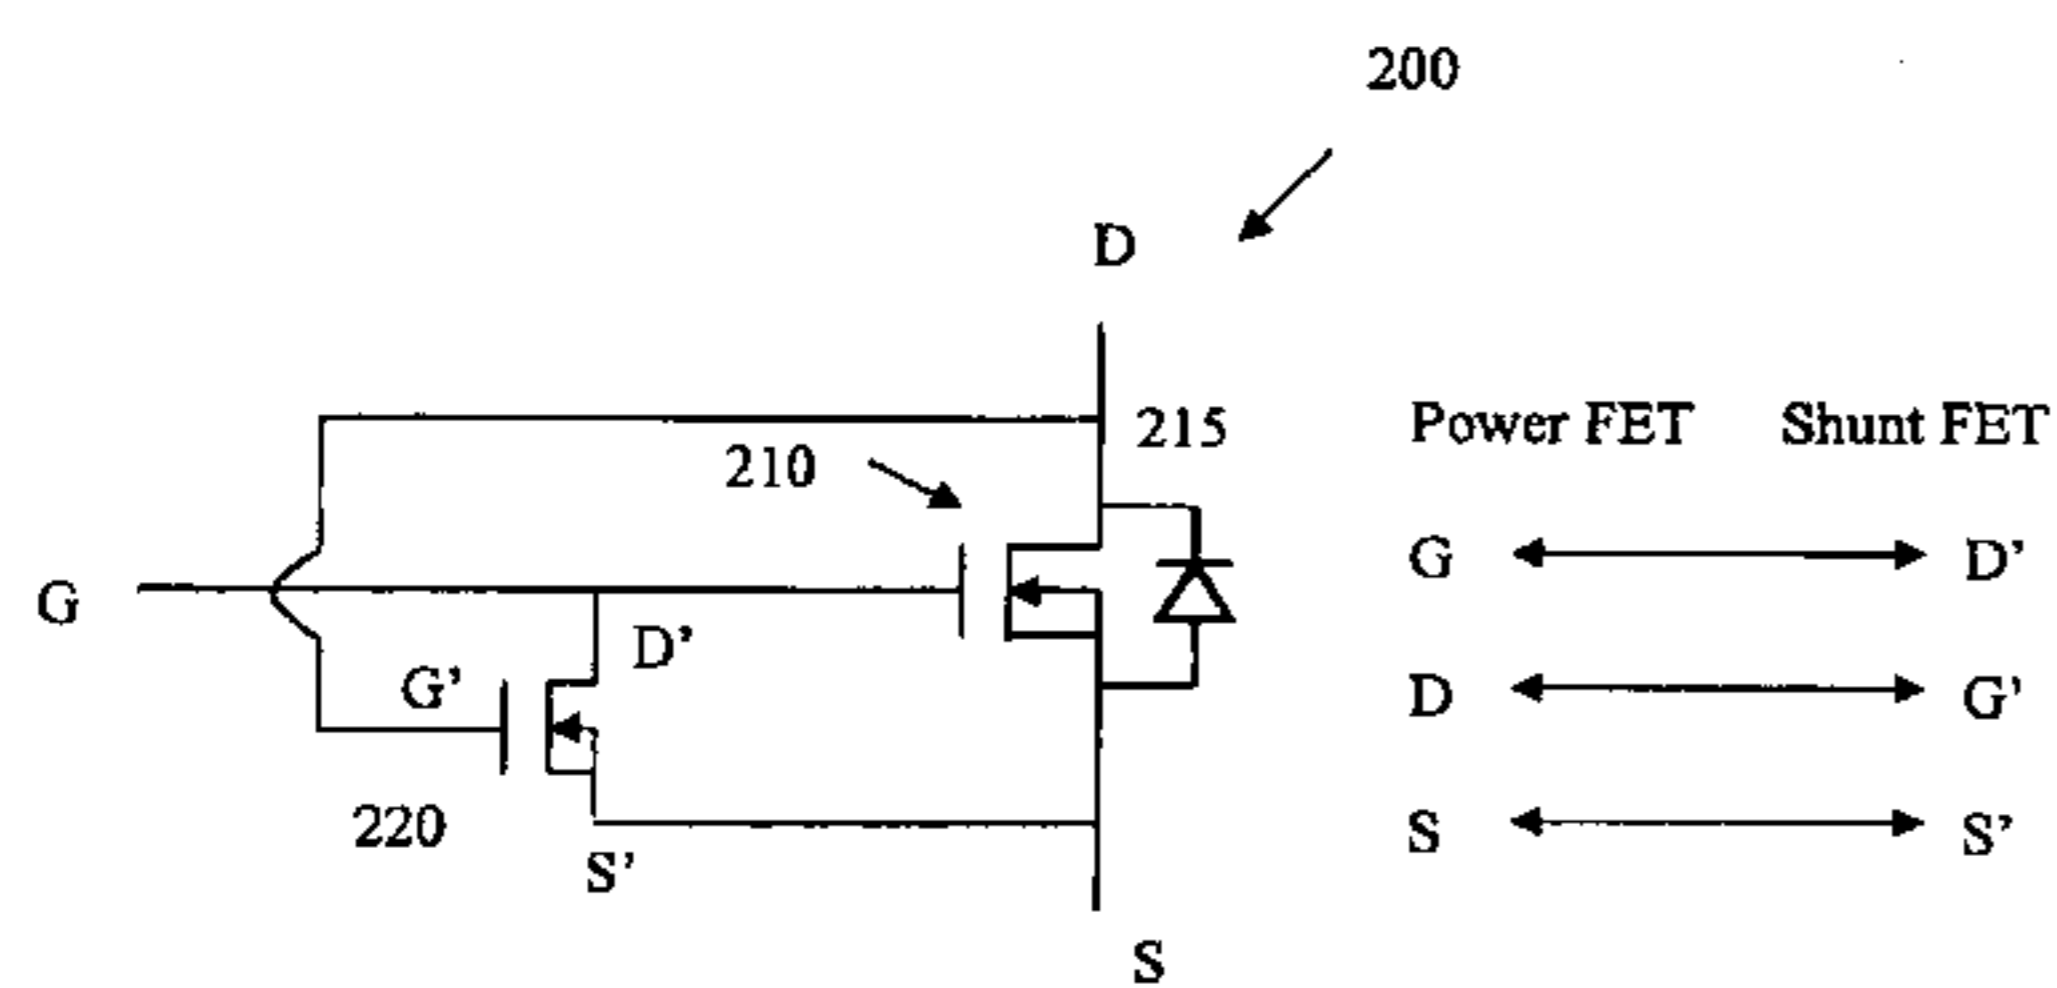 200
D
215
Power FET Shunt FET
210
G D’
G
D’
G’
D G’
220
S S’
S’
S